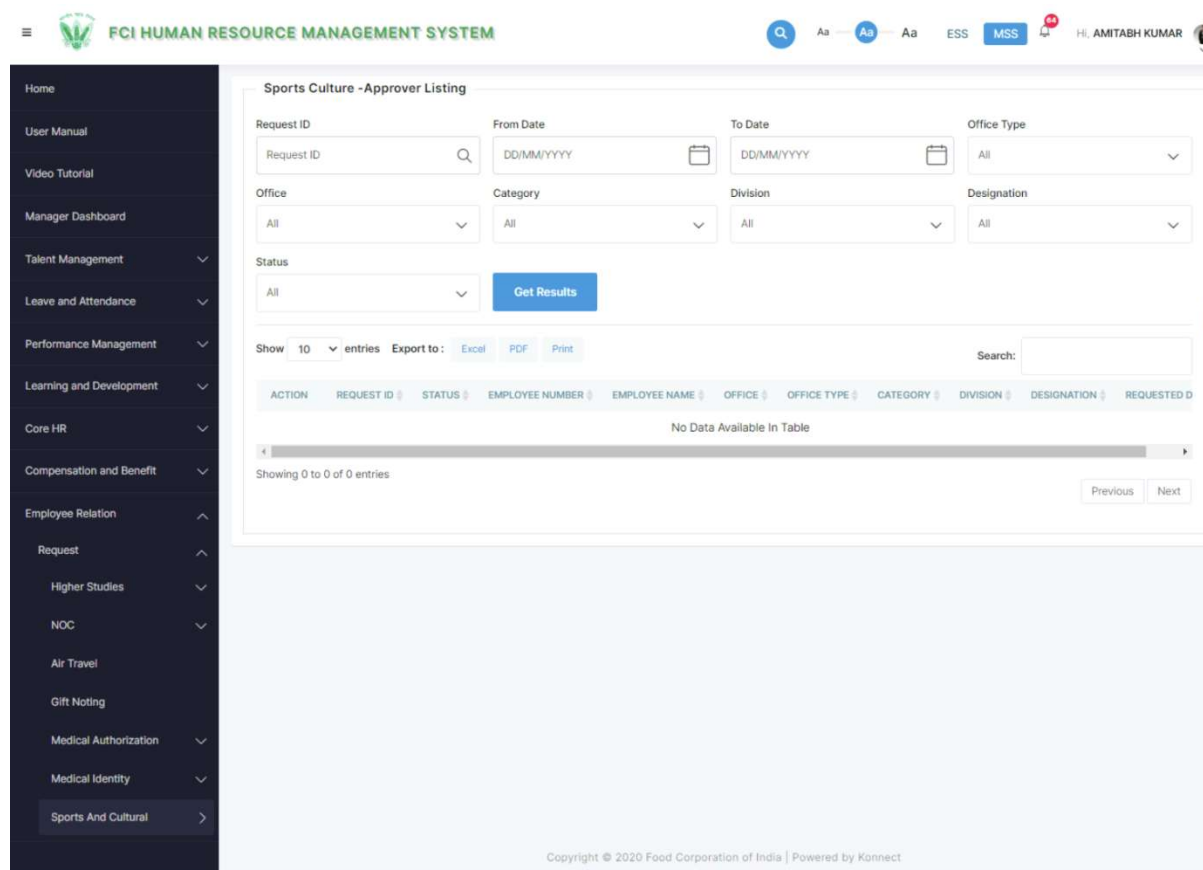 FCI HUMAN RESOURCE MANAGEMENT SYSTEM
Aa Aa Aa ESS MSS 64 Hi, AMITABH KUMAR
Home
User Manual
Video Tutorial
Manager Dashboard
Talent Management
Leave and Attendance
Performance Management
Learning and Development
Core HR
Compensation and Benefit
Employee Relation
Request
Higher Studies
NOC
Air Travel
Gift Noting
Medical Authorization
Medical Identity
Sports And Cultural
Sports Culture -Approver Listing
Request ID From Date To Date Office Type
Request ID DD/MM/YYYY DD/MM/YYYY All
Office Category Division Designation
All All All All
Status
All Get Results
Show 10 entries Export to : Excel PDF Print
Search:
ACTION REQUEST ID STATUS EMPLOYEE NUMBER EMPLOYEE NAME OFFICE OFFICE TYPE CATEGORY DIVISION DESIGNATION REQUESTED D
No Data Available In Table
Showing 0 to 0 of 0 entries
Previous Next
Copyright © 2020 Food Corporation of India | Powered by Konnect